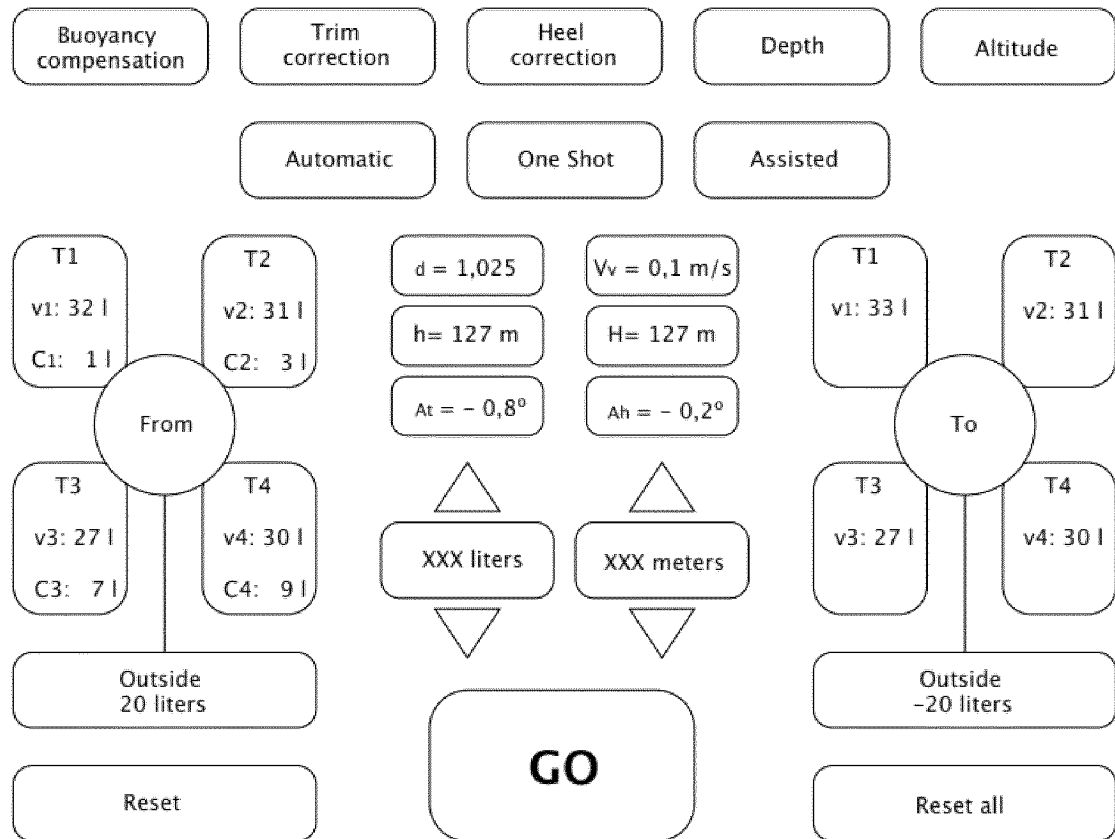 Buoyancy
compensation
Trim
correction
Heel
correction
Depth
Altitude
Automatic
One Shot
Assisted
T1
v1: 32 l
C1: 1 l
T2
v2: 31 l
C2: 3 l
From
T3
v3: 27 l
C3: 7 l
T4
v4: 30 l
C4: 9 l
Outside
20 liters
Reset
d = 1,025
Vv = 0,1 m/s
h= 127 m
H= 127 m
At = - 0,8º
Ah = - 0,2º
XXX liters
XXX meters
GO
T1
v1: 33 l
T2
v2: 31 l
To
T3
v3: 27 l
T4
v4: 30 l
Outside
-20 liters
Reset all